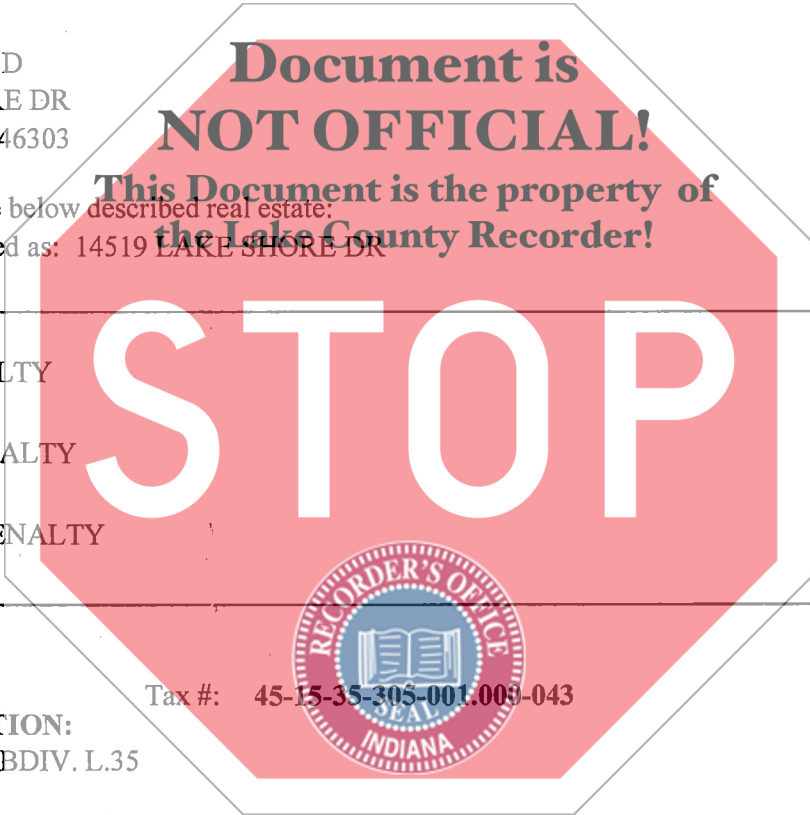 D
Document is
E DR
NOT OFFICIAL!
46303
This Document is the property of
below described real estate:
the Lake County Recorder!
ed as: 14519 LAKE SHORE DR
STOP
LTY
ALTY
ENALTY
RECORDER'S OFFICE
SEAL
INDIANA
Tax #: 45-15-35-305-001.000-043
TION:
BDIV. L.35